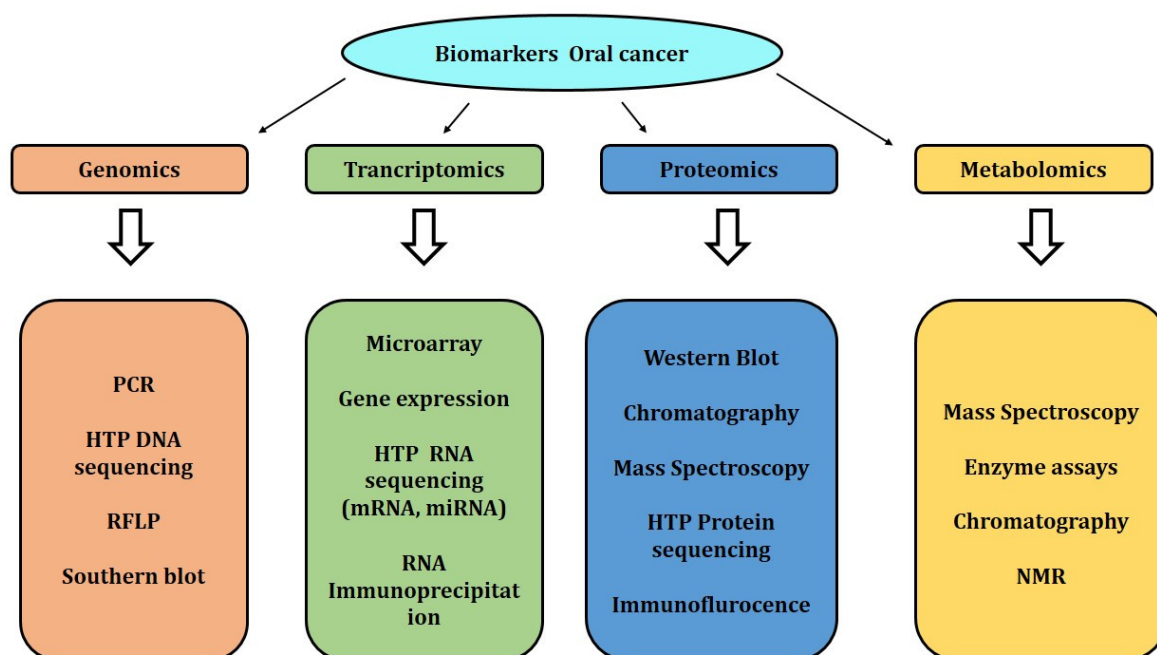 Biomarkers Oral cancer
Genomics
Trancriptomics
Proteomics
Metabolomics
PCR
HTP DNA
sequencing
RFLP
Southern blot
Microarray
Gene expression
HTP RNA
sequencing
(mRNA, miRNA)
RNA
Immunoprecipitat
ion
Western Blot
Chromatography
Mass Spectroscopy
HTP Protein
sequencing
Immunoflurocence
Mass Spectroscopy
Enzyme assays
Chromatography
NMR